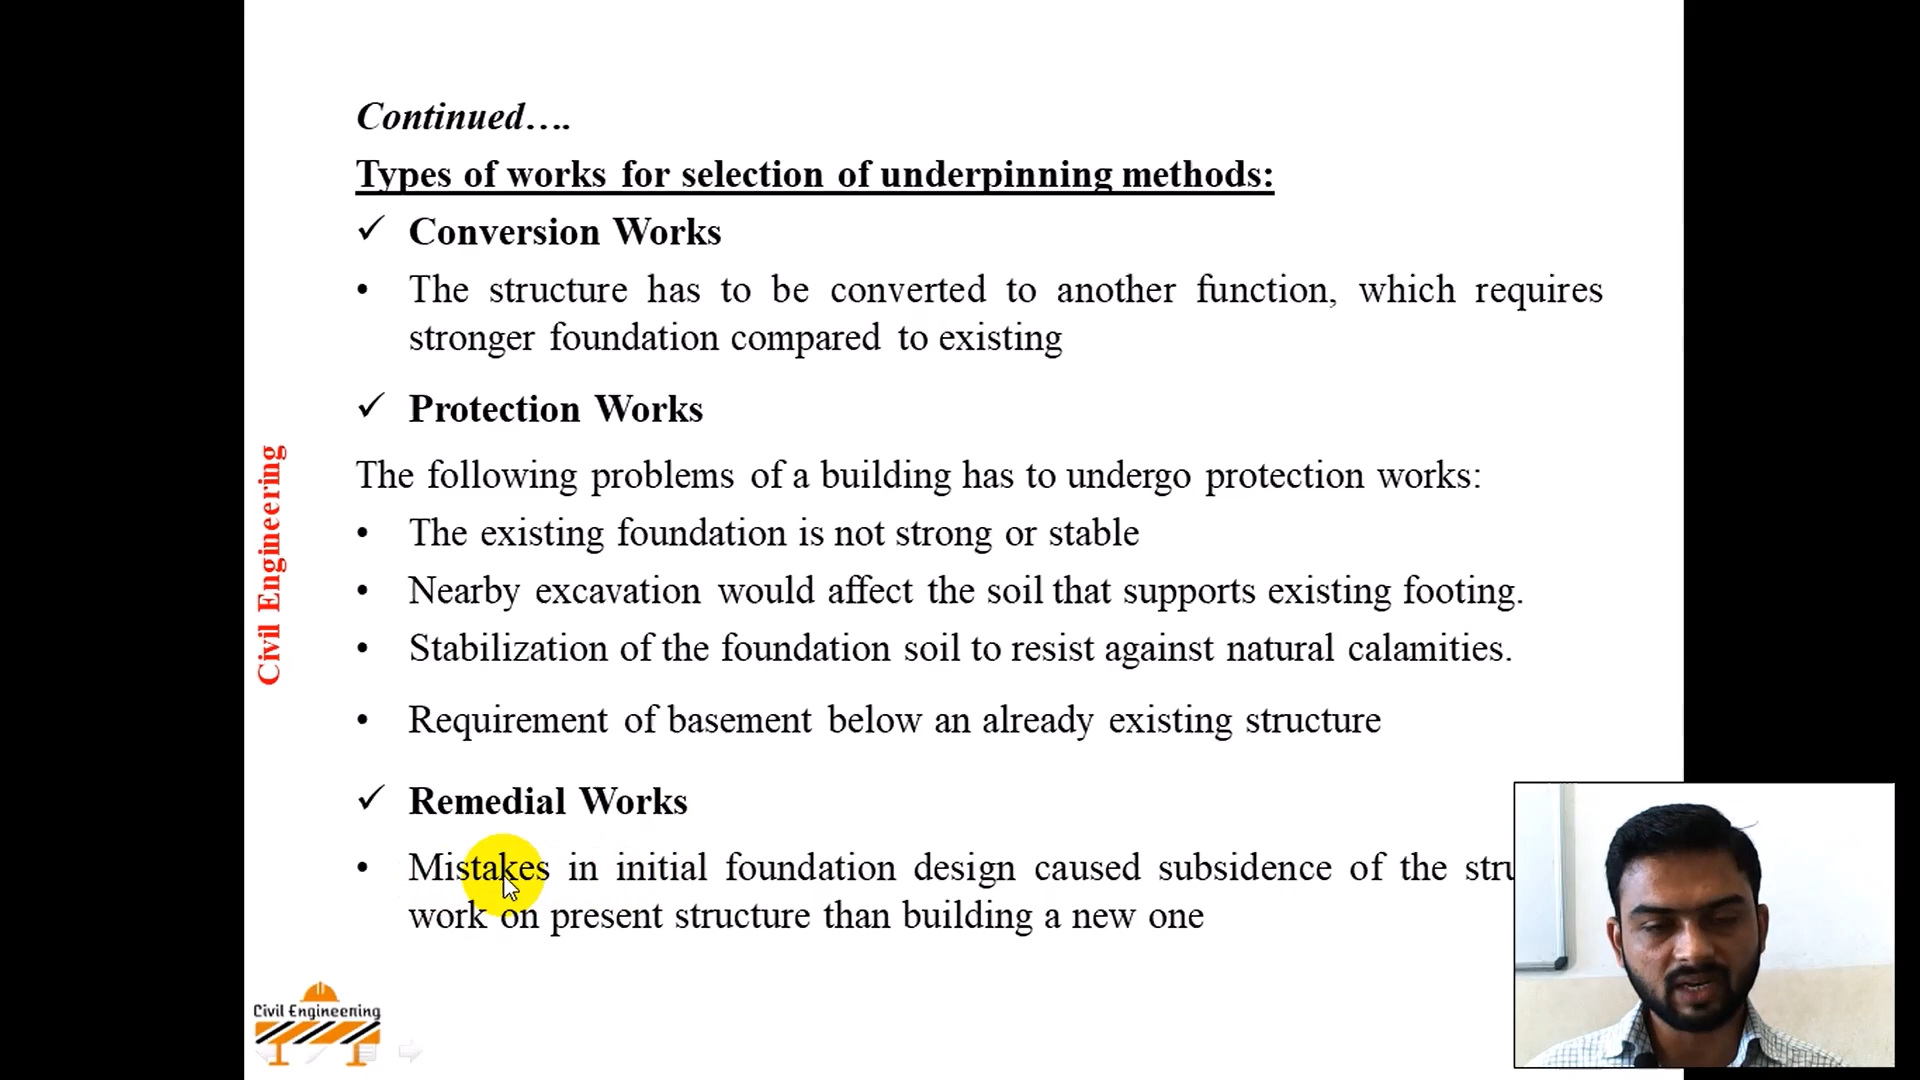 Continued….
Types of works for selection of underpinning methods:
✓ Conversion Works
• The structure has to be converted to another function, which requires
stronger foundation compared to existing
✓ Protection Works
The following problems of a building has to undergo protection works:
• The existing foundation is not strong or stable
• Nearby excavation would affect the soil that supports existing footing.
• Stabilization of the foundation soil to resist against natural calamities.
• Requirement of basement below an already existing structure
✓ Remedial Works
• Mistakes in initial foundation design caused subsidence of the
work on present structure than building a new one
Civil Engineering
Civil Engineering